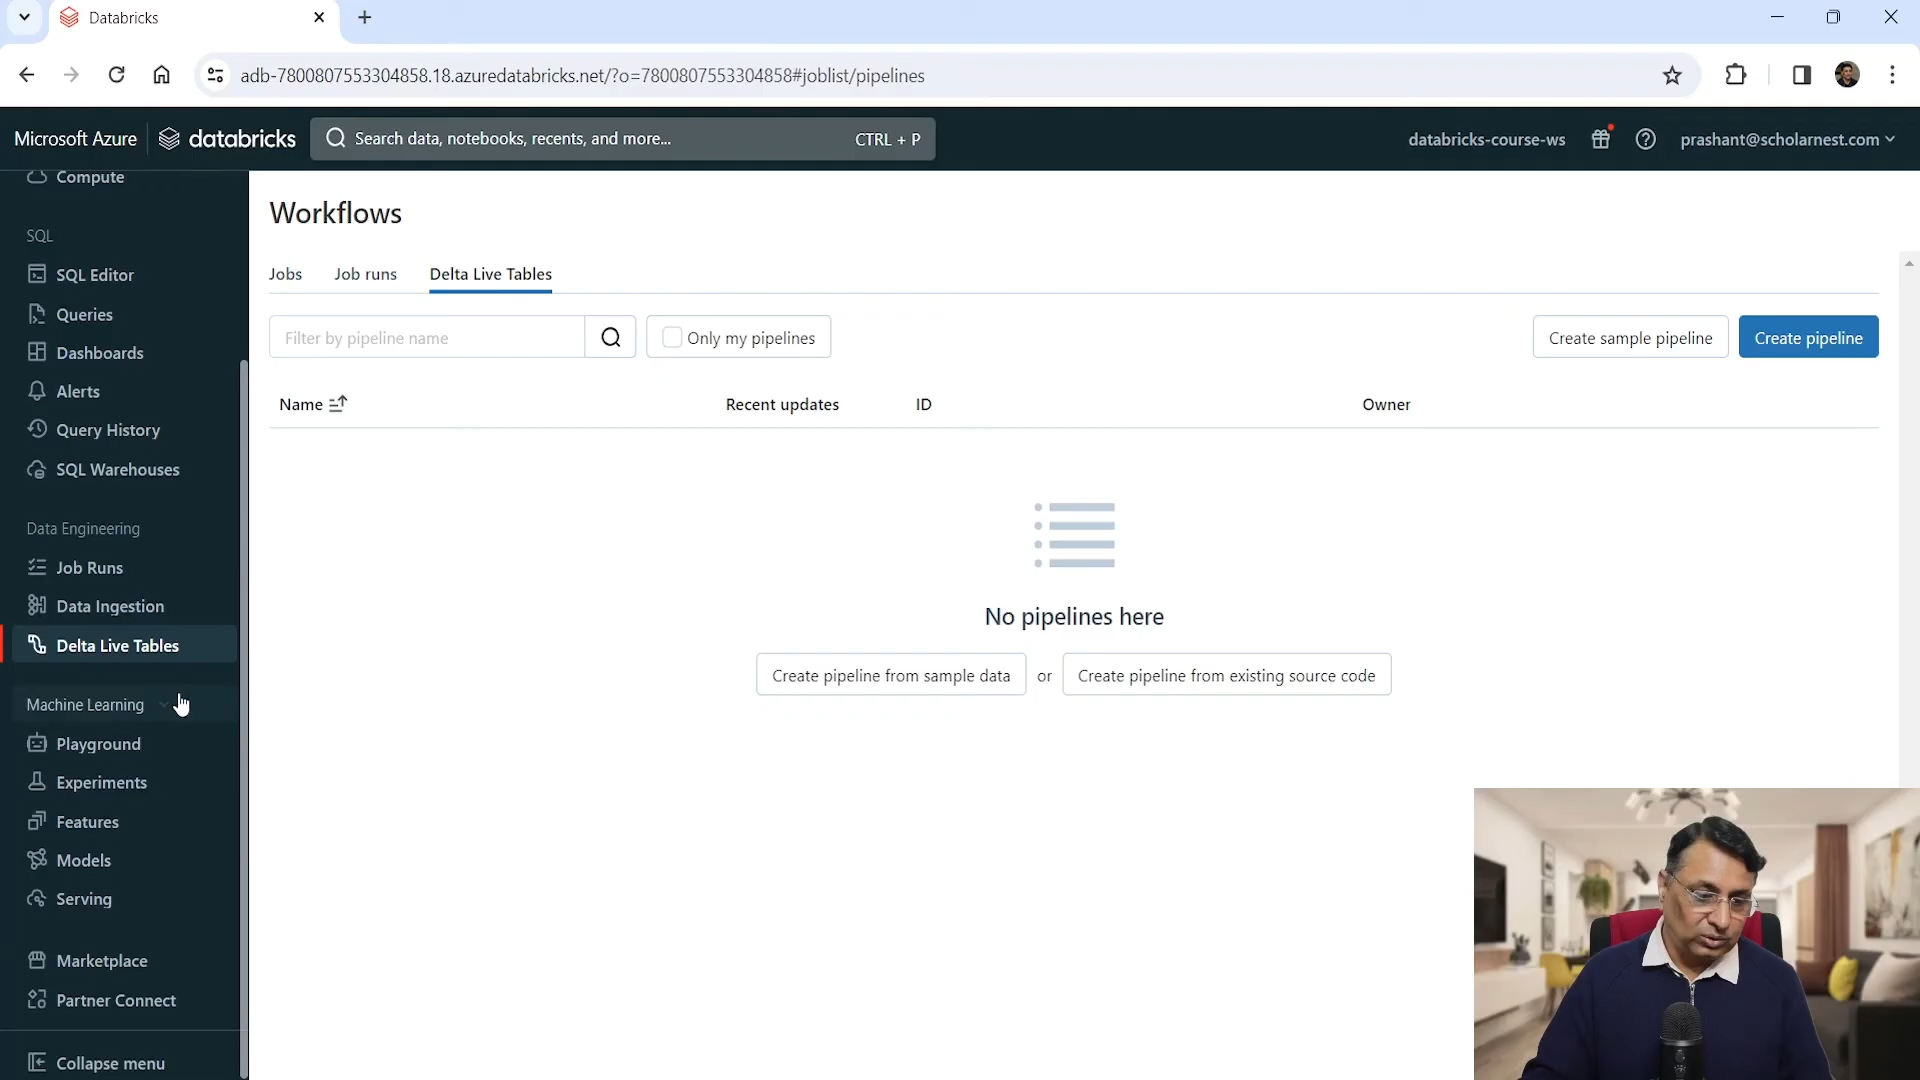 Databricks
adb-7800807553304858.18.azuredatabricks.net/?o=7800807553304858#joblist/pipelines
Microsoft Azure databricks Search data, notebooks, recents, and more... CTRL + P databricks-course-ws prashant@scholarnest.com
Compute
SQL
SQL Editor
Queries
Dashboards
Alerts
Query History
SQL Warehouses
Data Engineering
Job Runs
Data Ingestion
Delta Live Tables
Machine Learning
Playground
Experiments
Features
Models
Serving
Marketplace
Partner Connect
Collapse menu
Workflows
Jobs Job runs Delta Live Tables
Filter by pipeline name Only my pipelines Create sample pipeline Create pipeline
Name Recent updates ID Owner
No pipelines here
Create pipeline from sample data or Create pipeline from existing source code